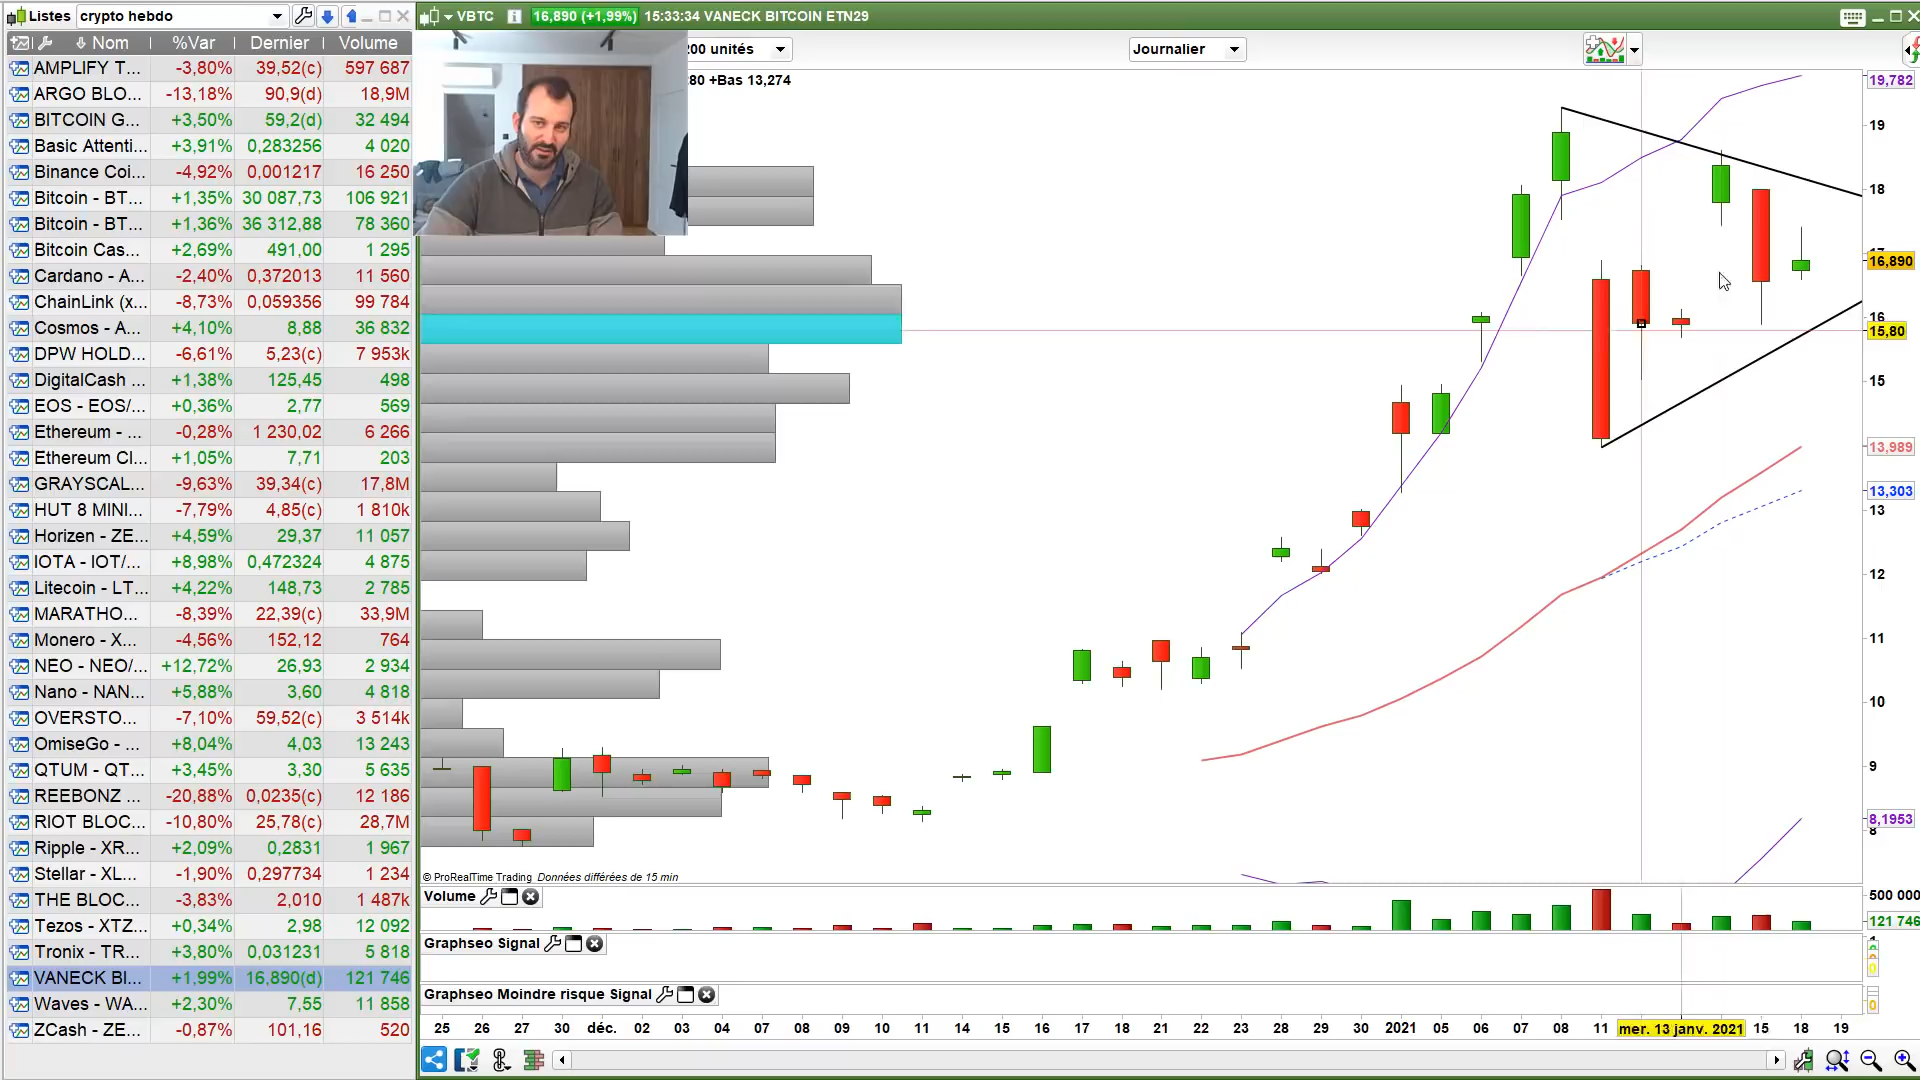 Listes crypto hebdo
Nom %Var Dernier Volume
AMPLIFY T... -3,80% 39,52(c) 597 687
ARGO BLO... -13,18% 90,9(d) 18,9M
BITCOIN G... +3,50% 59,2(d) 32 494
Basic Attenti... +3,91% 0,283256 4 020
Binance Coi... -4,92% 0,001217 16 250
Bitcoin - BT... +1,35% 30 087,73 106 921
Bitcoin - BT... +1,36% 36 312,88 78 360
Bitcoin Cas... +2,69% 491,00 1 295
Cardano - A... -2,40% 0,372013 11 560
ChainLink (x... -8,73% 0,059356 99 784
Cosmos - A... +4,10% 8,88 36 832
DPW HOLD... -6,61% 5,23(c) 7 953k
DigitalCash ... +1,38% 125,45 498
EOS - EOS/... +0,36% 2,77 569
Ethereum - ... -0,28% 1 230,02 6 266
Ethereum Cl... +1,05% 7,71 203
GRAYSCAL... -9,63% 39,34(c) 17,8M
HUT 8 MINI... -7,79% 4,85(c) 1 810k
Horizen - ZE... +4,59% 29,37 11 057
IOTA - IOT/... +8,98% 0,472324 4 875
Litecoin - LT... +4,22% 148,73 2 785
MARATHO... -8,39% 22,39(c) 33,9M
Monero - X... -4,56% 152,12 764
NEO - NEO/... +12,72% 26,93 2 934
Nano - NAN... +5,88% 3,60 4 818
OVERSTO... -7,10% 59,52(c) 3 514k
OmiseGo - ... +8,04% 4,03 13 243
QTUM - QT... +3,45% 3,30 5 635
REEBONZ ... -20,88% 0,0235(c) 12 186
RIOT BLOC... -10,80% 25,78(c) 28,7M
Ripple - XR... +2,09% 0,2831 1 967
Stellar - XL... -1,90% 0,297734 1 234
THE BLOC... -3,83% 2,010 1 487k
Tezos - XTZ... +0,34% 2,98 12 092
Tronix - TR... +3,80% 0,031231 5 818
VANECK BI... +1,99% 16,890(d) 121 746
Waves - WA... +2,30% 7,55 11 858
ZCash - ZE... -0,87% 101,16 520
VBTC i 16,890 (+1,99%) 15:33:34 VANECK BITCOIN ETN29
200 unités Journalier
80 +Bas 13,274
19,782
19
18
16,890
16
15,80
15
13,989
13,303
13
12
11
10
9
8,1953
8
© ProRealTime Trading Données différées de 15 min
Volume
500 000
121 746
Graphseo Signal
Graphseo Moindre risque Signal
25 26 27 30 déc. 02 03 04 07 08 09 10 11 14 15 16 17 18 21 22 23 28 29 30 2021 05 06 07 08 11 mer. 13 janv. 2021 15 18 19